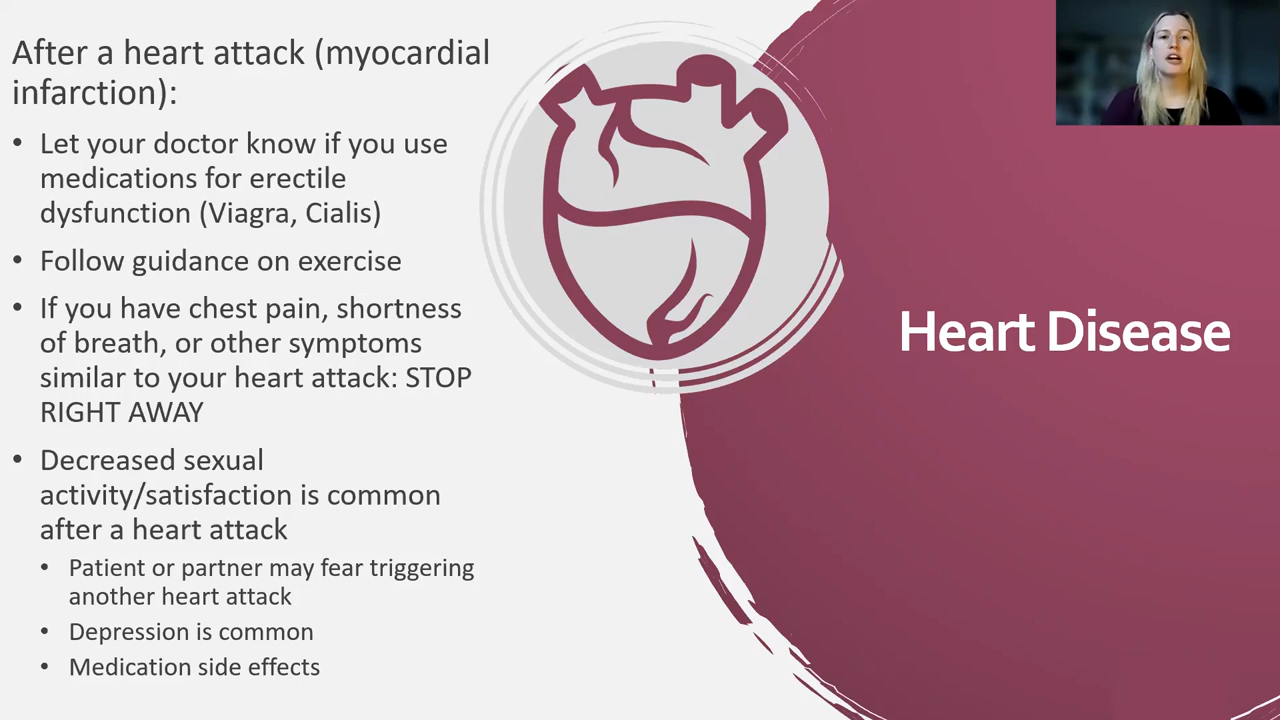 After a heart attack (myocardial
infarction):
• Let your doctor know if you use
medications for erectile
dysfunction (Viagra, Cialis)
• Follow guidance on exercise
• If you have chest pain, shortness
of breath, or other symptoms
similar to your heart attack: STOP
RIGHT AWAY
• Decreased sexual
activity/satisfaction is common
after a heart attack
• Patient or partner may fear triggering
another heart attack
• Depression is common
• Medication side effects
Heart Disease